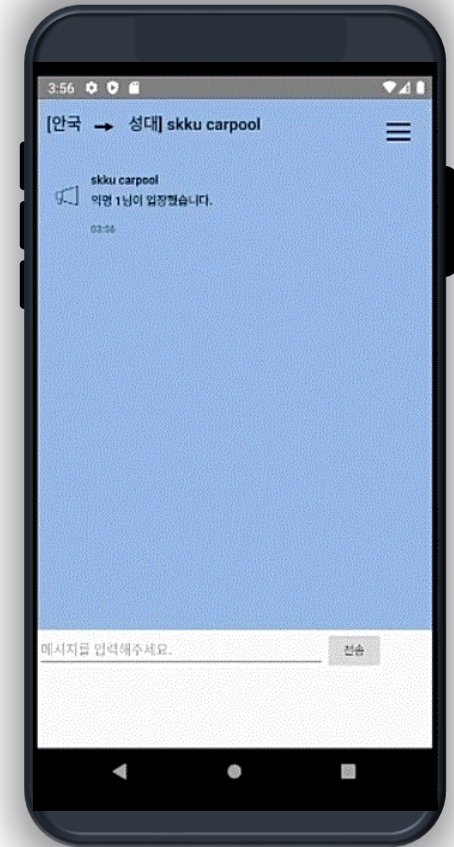 3:56
[안국 → 성대] skku carpool
skku carpool
익명 1님이 입장했습니다.
03:56
메시지를 입력해주세요.
전송